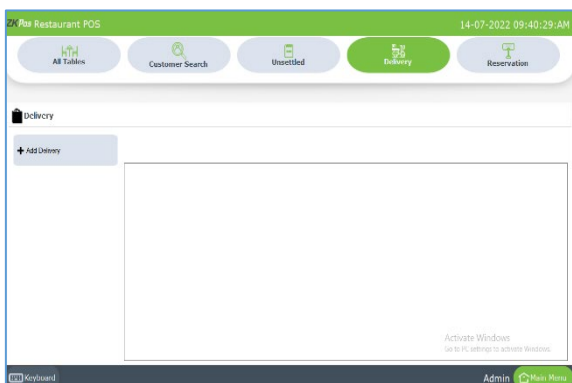 ZKPos Restaurant POS
14-07-2022 09:40:29:AM
All Tables
Customer Search
Unsettled
Delivery
Reservation
Delivery
+ Add Delivery
Activate Windows
Go to PC settings to activate Windows.
Keyboard
Admin
Main Menu